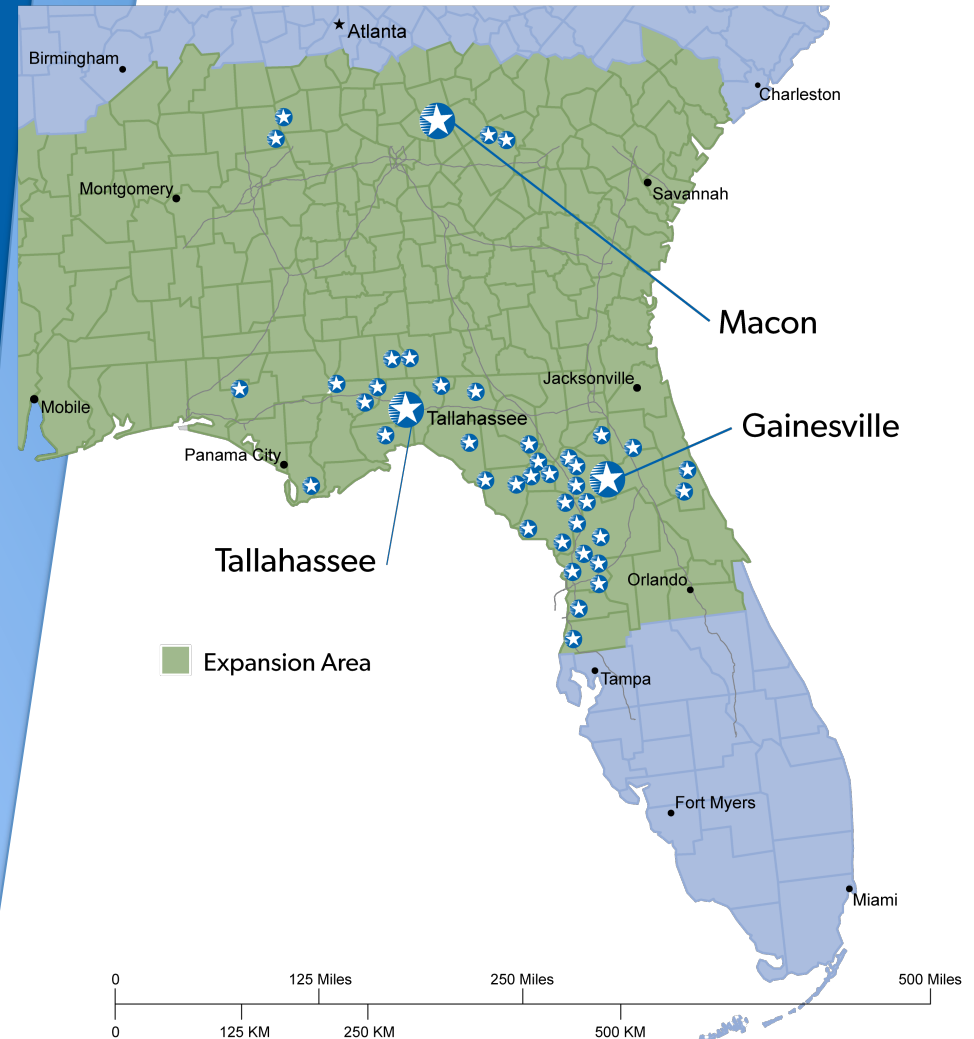 Atlanta
Birmingham
Charleston
Montgomery
Savannah
Macon
Jacksonville
Mobile
Tallahassee
Gainesville
Panama City
Tallahassee
Orlando
Expansion Area
Tampa
Fort Myers
Miami
0 125 Miles 250 Miles 500 Miles
0 125 KM 250 KM 500 KM